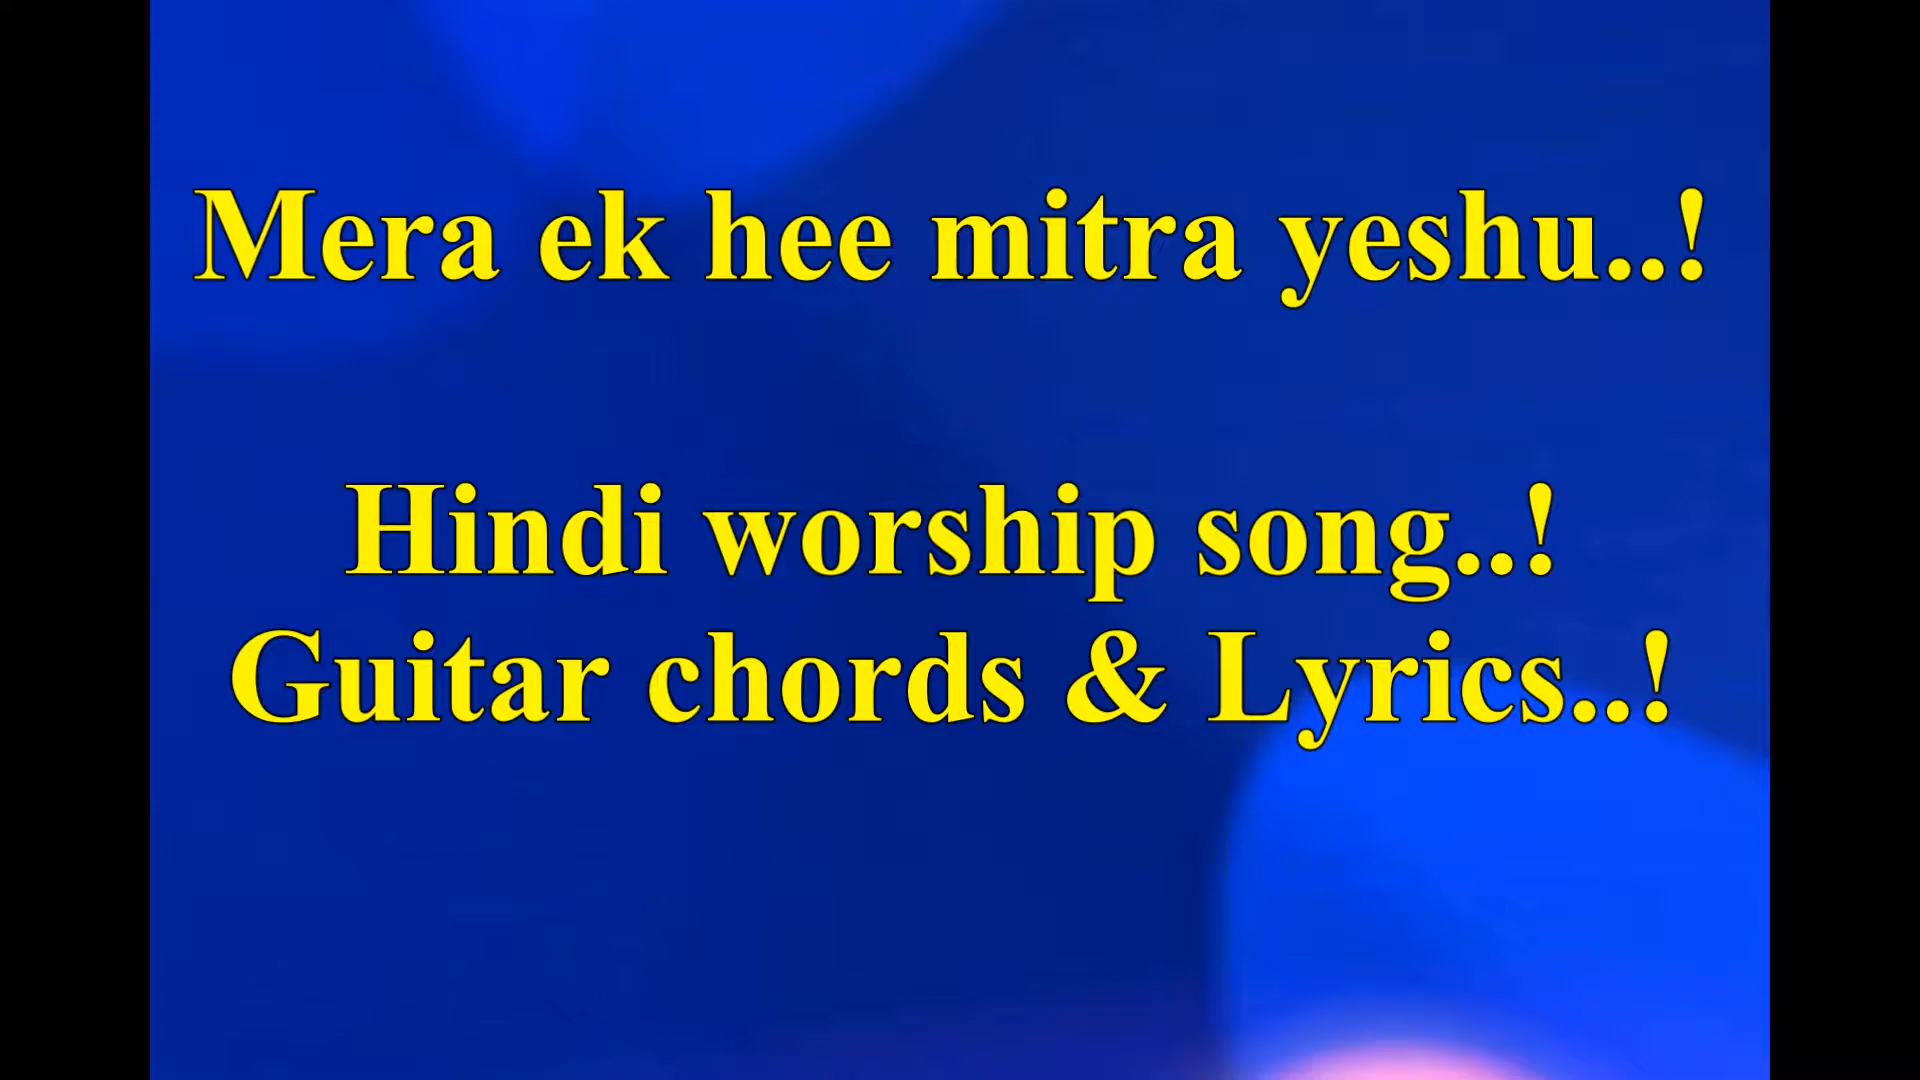 Mera ek hee mitra yeshu..!
Hindi worship song..!
Guitar chords & Lyrics..!